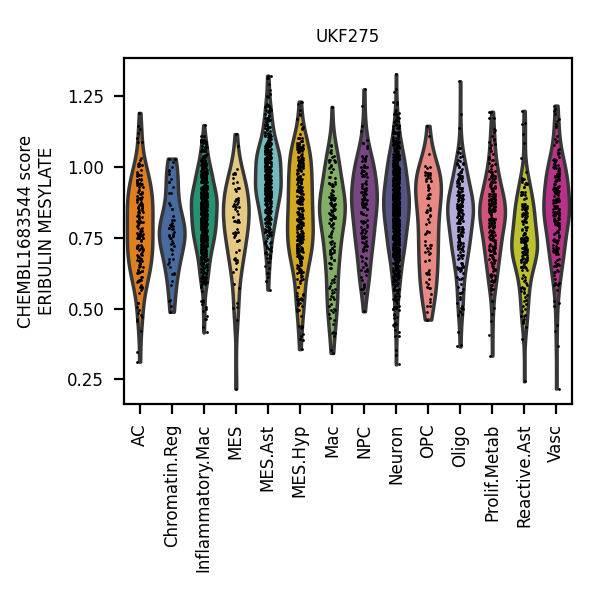 UKF275
CHEMBL1683544 score
ERIBULIN MESYLATE
1.25
1.00
0.75
0.50
0.25
AC
Chromatin.Reg
Inflammatory.Mac
MES
MES.Ast
MES.Hyp
Mac
NPC
Neuron
OPC
Oligo
Prolif.Metab
Reactive.Ast
Vasc